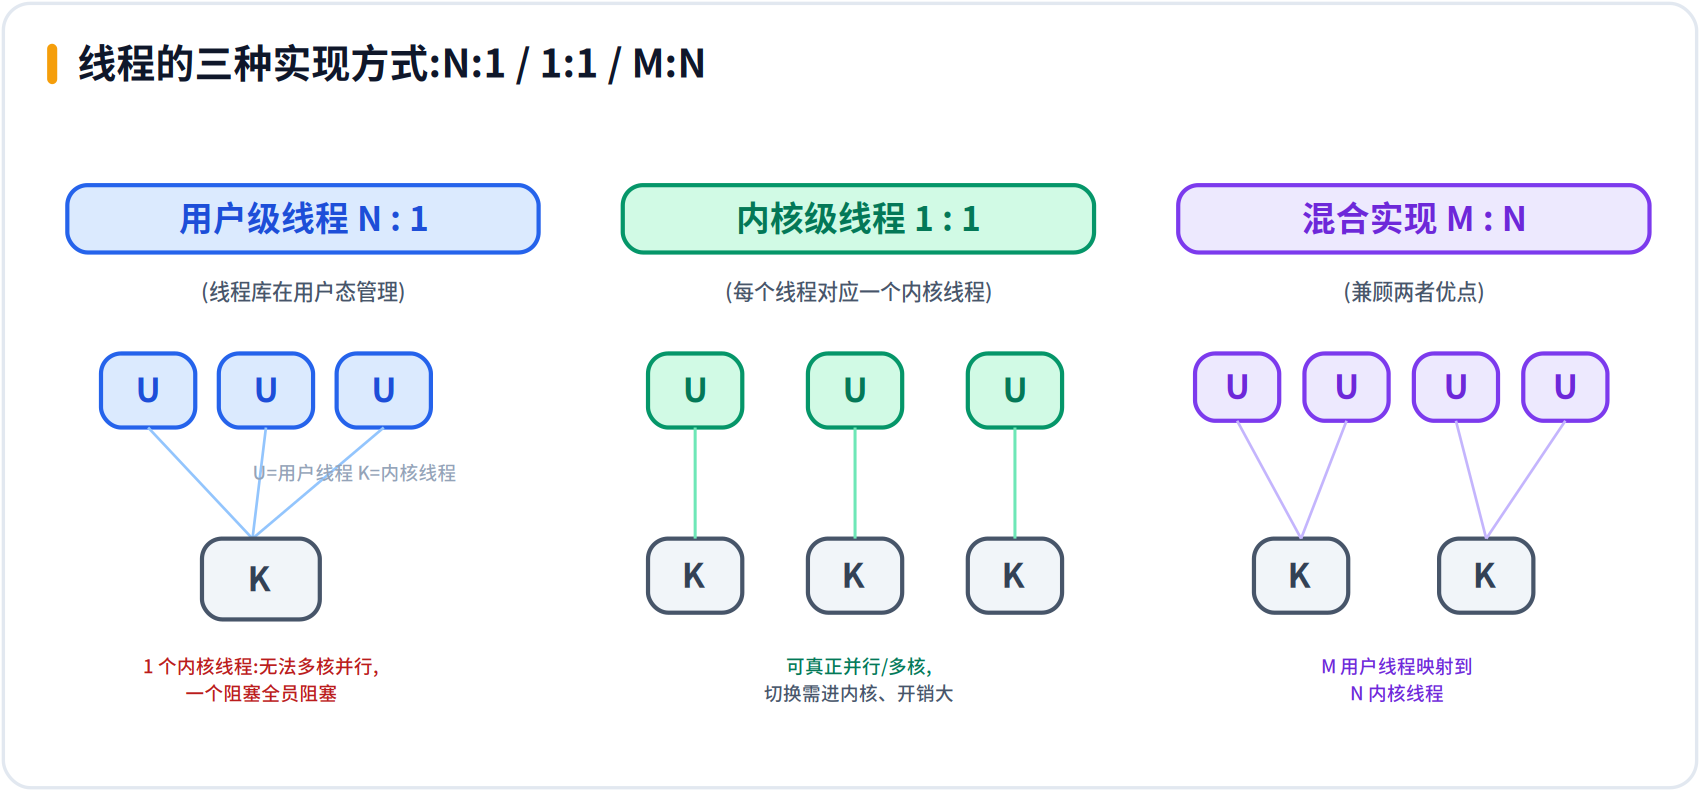 线程的三种实现方式:N:1 / 1:1 / M:N
用户级线程 N : 1
(线程库在用户态管理)
U U U
U=用户线程 K=内核线程
K
1 个内核线程:无法多核并行,
一个阻塞全员阻塞
内核级线程 1 : 1
(每个线程对应一个内核线程)
U U U
K K K
可真正并行/多核,
切换需进内核、开销大
混合实现 M : N
(兼顾两者优点)
U U U U
K K
M 用户线程映射到
N 内核线程